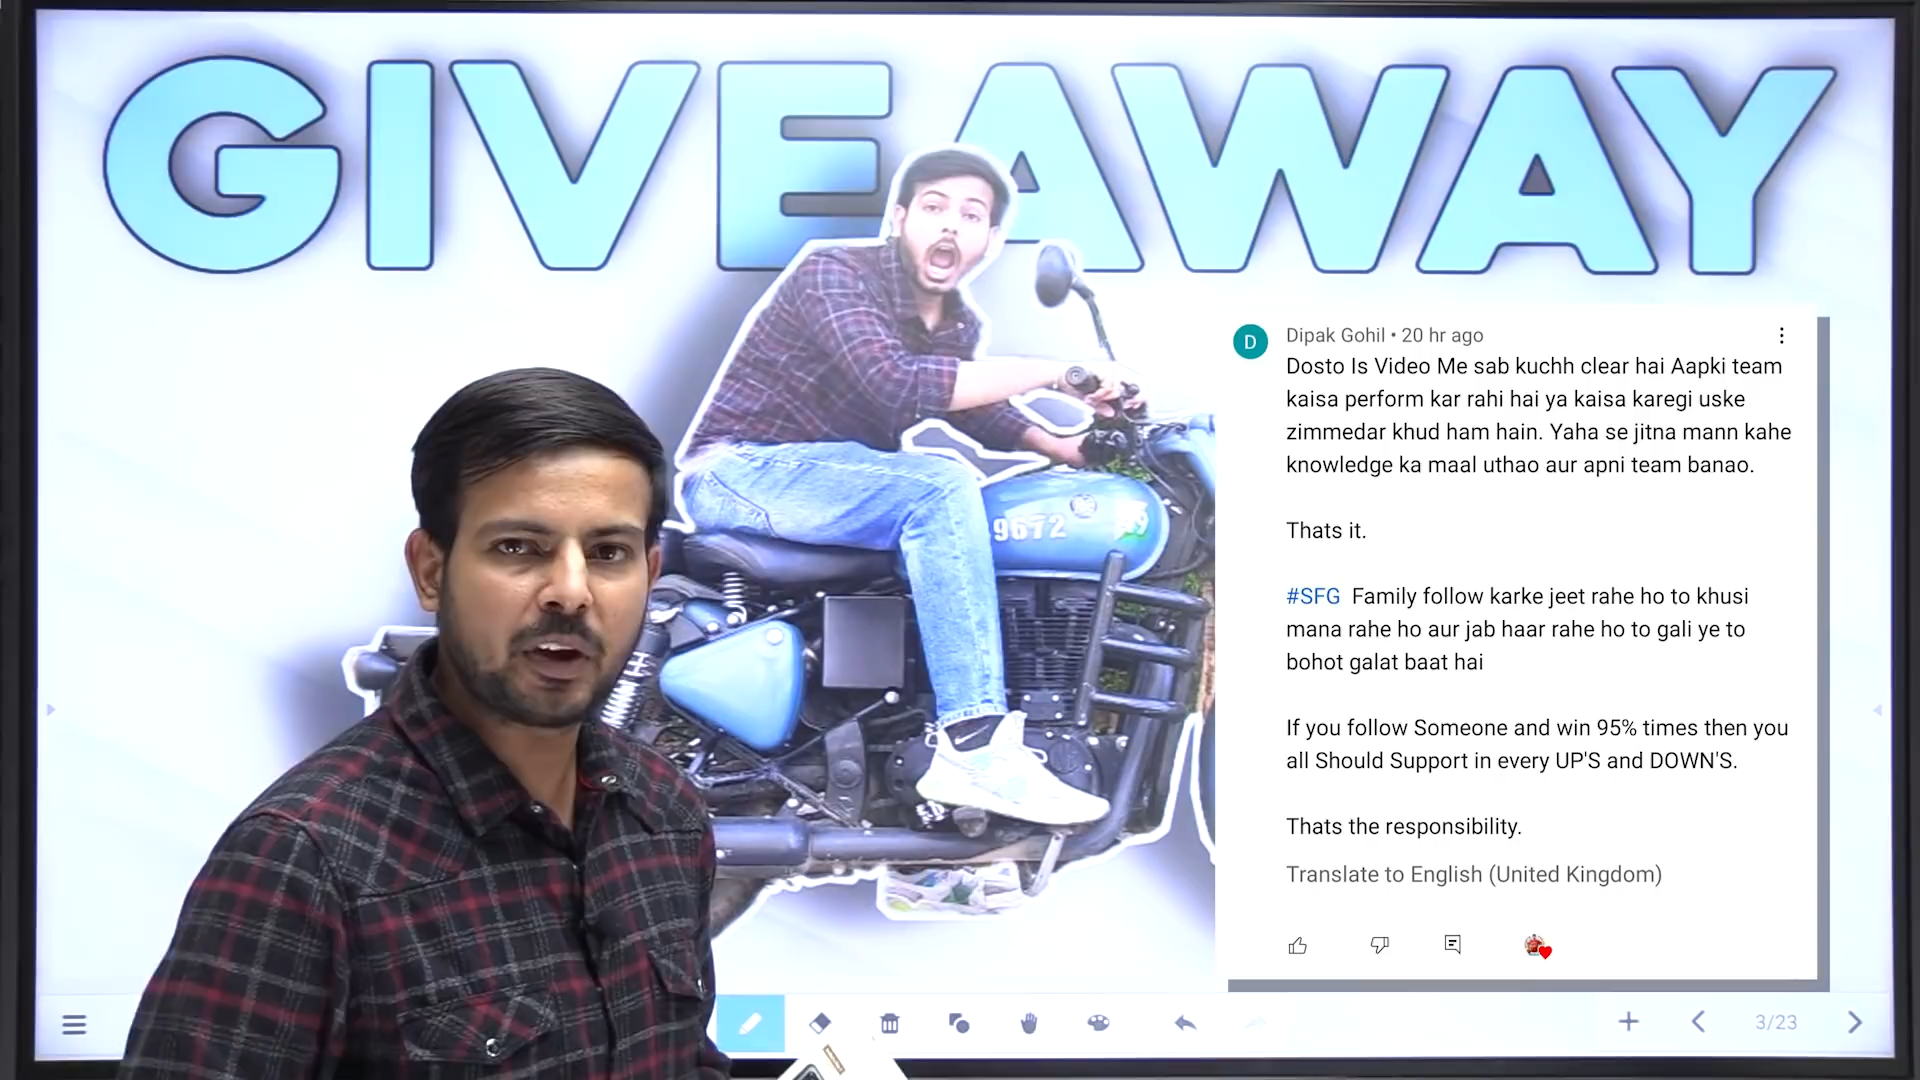 GIVEAWAY
9672
D
Dipak Gohil • 20 hr ago
Dosto Is Video Me sab kuchh clear hai Aapki team
kaisa perform kar rahi hai ya kaisa karegi uske
zimmedar khud ham hain. Yaha se jitna mann kahe
knowledge ka maal uthao aur apni team banao.
Thats it.
#SFG Family follow karke jeet rahe ho to khusi
mana rahe ho aur jab haar rahe ho to gali ye to
bohot galat baat hai
If you follow Someone and win 95% times then you
all Should Support in every UP'S and DOWN'S.
Thats the responsibility.
Translate to English (United Kingdom)
3/23